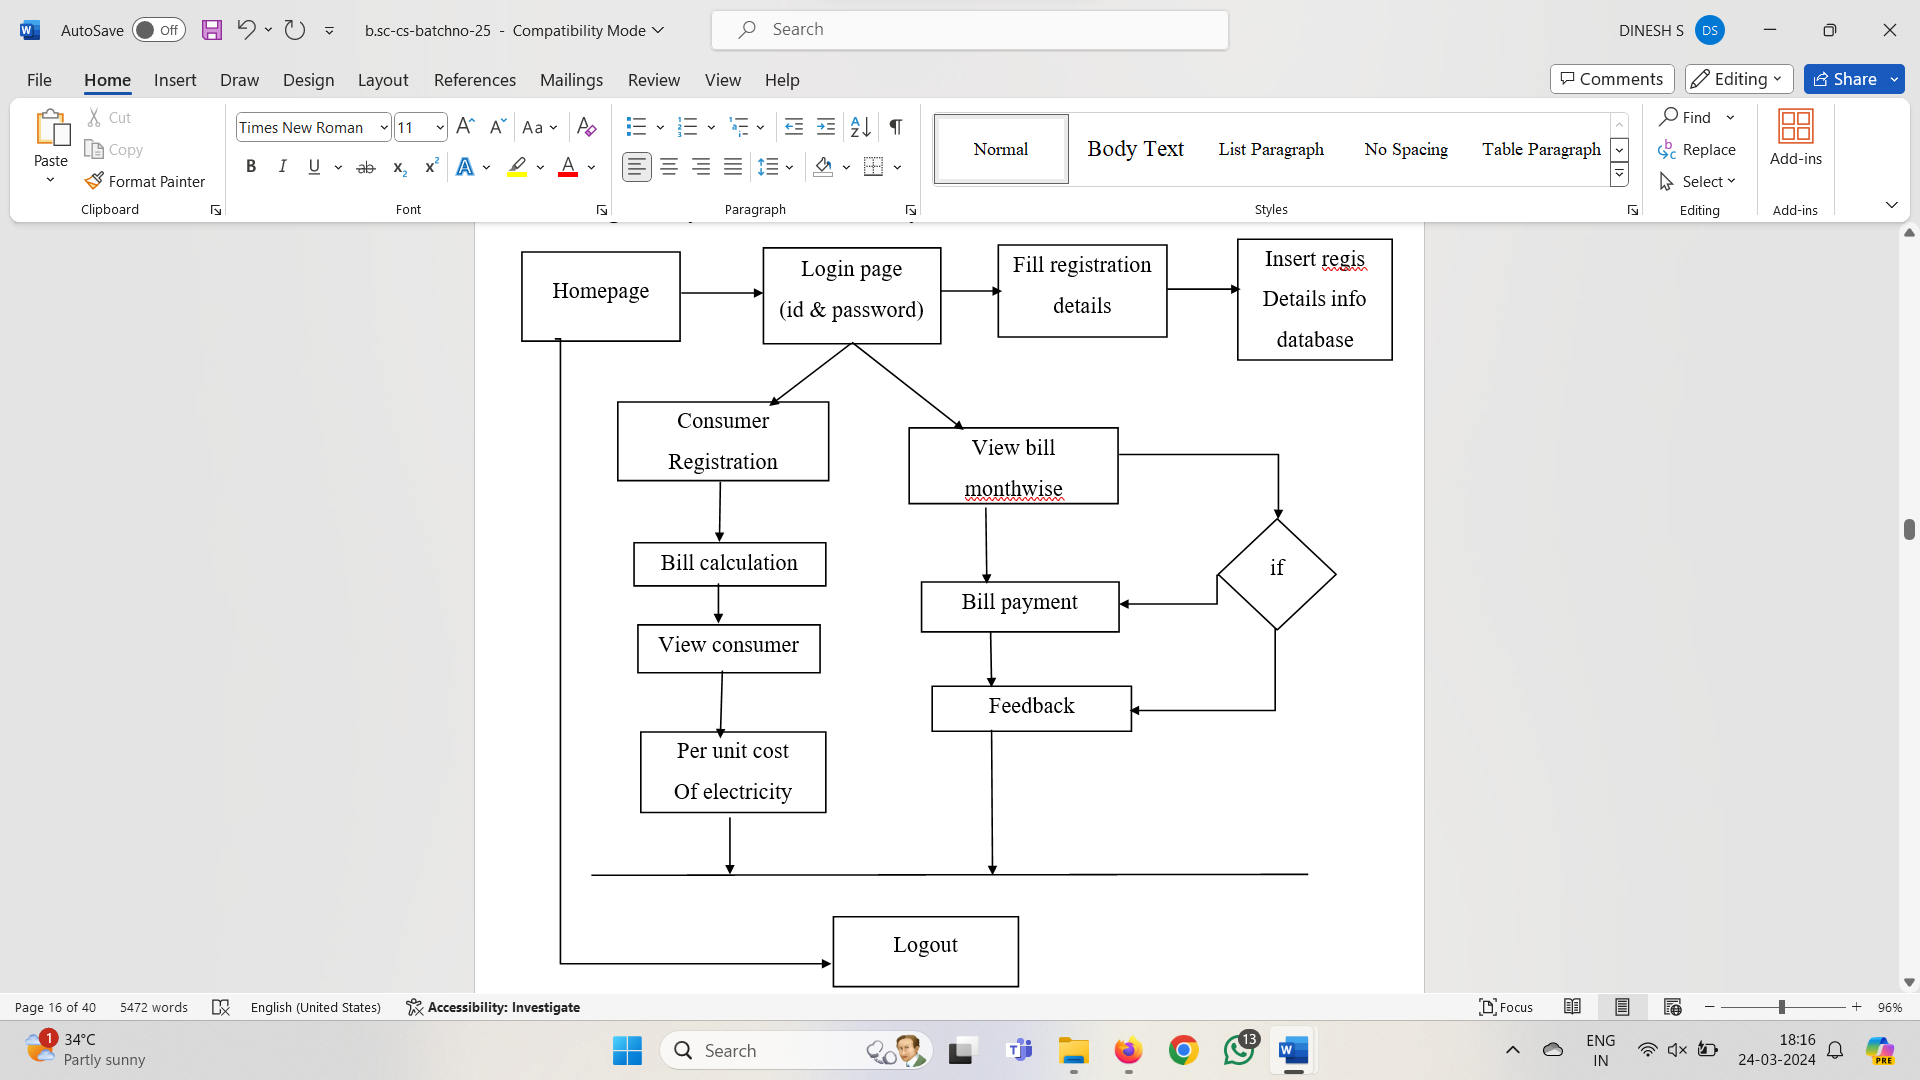 AutoSave Off
b.sc-cs-batchno-25 - Compatibility Mode
Search
DINESH S
DS
File Home Insert Draw Design Layout References Mailings Review View Help
Comments Editing Share
Paste
Cut
Copy
Format Painter
Clipboard
Times New Roman 11
Font
Paragraph
Normal
Body Text
List Paragraph
No Spacing
Table Paragraph
Styles
Find
Replace
Select
Editing
Add-ins
Add-ins
Homepage
Login page
(id & password)
Fill registration
details
Insert regis
Details info
database
Consumer
Registration
View bill
monthwise
Bill calculation
if
Bill payment
View consumer
Feedback
Per unit cost
Of electricity
Logout
Page 16 of 40
5472 words
English (United States)
Accessibility: Investigate
Focus
96%
1
34°C
Partly sunny
Search
13
ENG
IN
18:16
24-03-2024
PRE